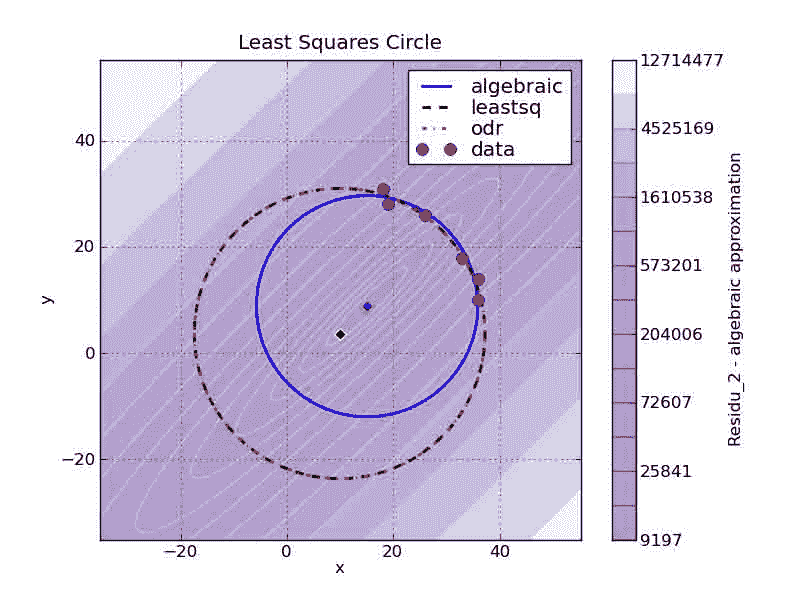 Least Squares Circle
algebraic
leastsq
odr
data
40
20
0
−20
−20
0
20
40
x
y
12714477
4525169
1610538
573201
204006
72607
25841
9197
Residu_2 - algebraic approximation